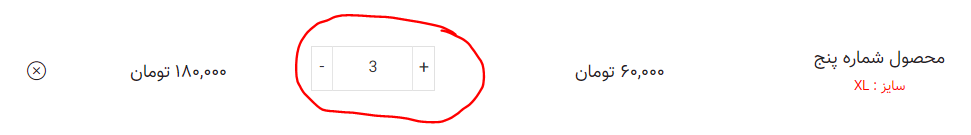 محصول شماره پنج
سایز : XL
۶۰,۰۰۰ تومان
+ 3 -
۱۸۰,۰۰۰ تومان